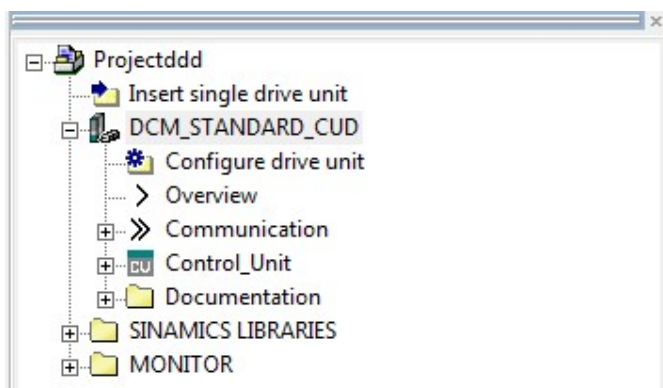 Projectddd
Insert single drive unit
DCM_STANDARD_CUD
Configure drive unit
Overview
Communication
CU Control_Unit
Documentation
SINAMICS LIBRARIES
MONITOR